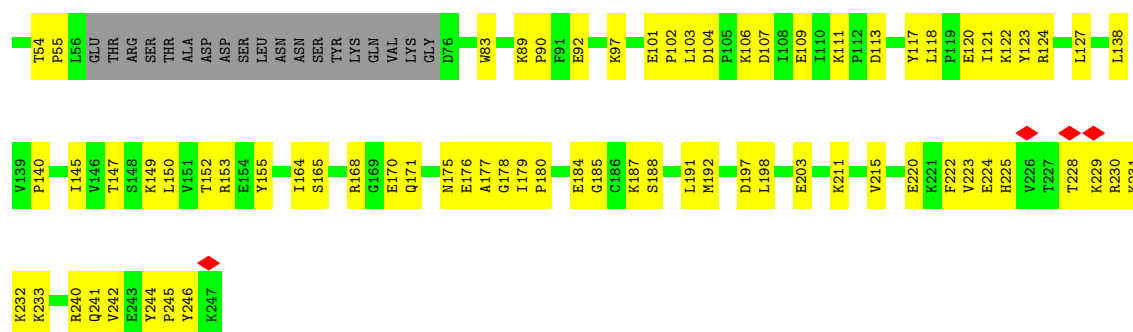 T54 P55 L56 GLU THR ARG SER THR ALA ASP ASP SER LEU ASN ASN SER TYR LYS GLN VAL LYS GLY D76 W83 K89 P90 F91 E92 K97 E101 P102 L103 D104 P105 K106 D107 I108 E109 I110 K111 P112 D113 Y117 L118 P119 E120 I121 K122 Y123 R124 L127 L138
V139 P140 I145 V146 T147 S148 K149 L150 V151 T152 R153 E154 Y155 I164 S165 R168 G169 E170 Q171 N175 E176 A177 G178 I179 P180 E184 G185 C186 K187 S188 L191 M192 D197 L198 E203 K211 V215 E220 K221 F222 V223 E224 H225 V226 T227 T228 K229 R230 K231
K232 K233 R240 Q241 V242 E243 Y244 P245 Y246 K247